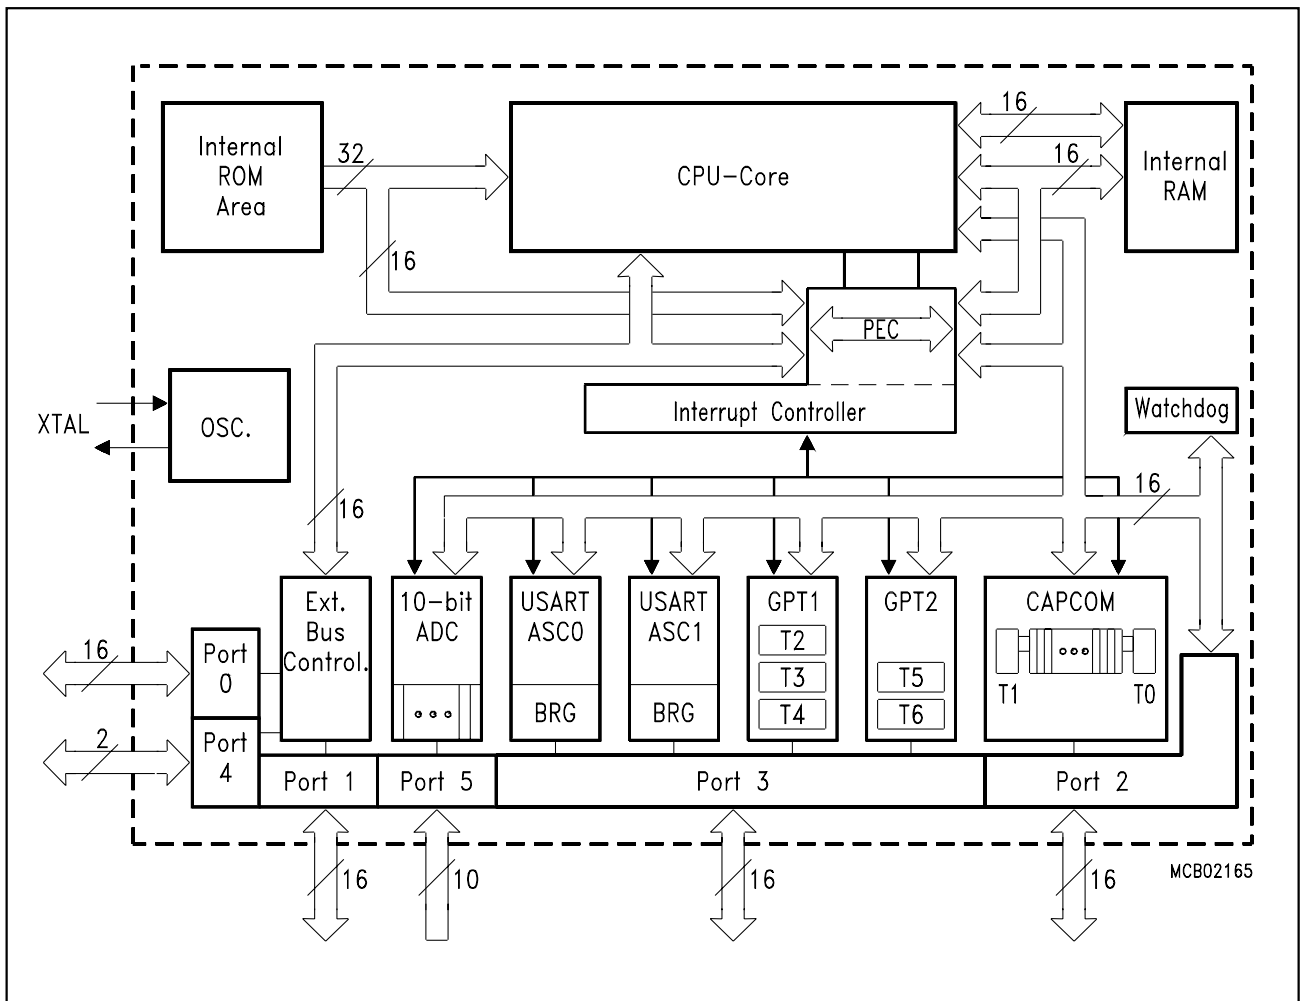 16
Internal
ROM
Area
32
CPU-Core
16
Internal
RAM
16
PEC
XTAL
OSC.
Interrupt Controller
Watchdog
16
16
Ext.
Bus
Control.
10-bit
ADC
USART
ASC0
BRG
USART
ASC1
BRG
GPT1
T2
T3
T4
GPT2
T5
T6
CAPCOM
T1
T0
16
Port
0
2
Port
4
Port 1
Port 5
Port 3
Port 2
16
10
16
16
MCB02165